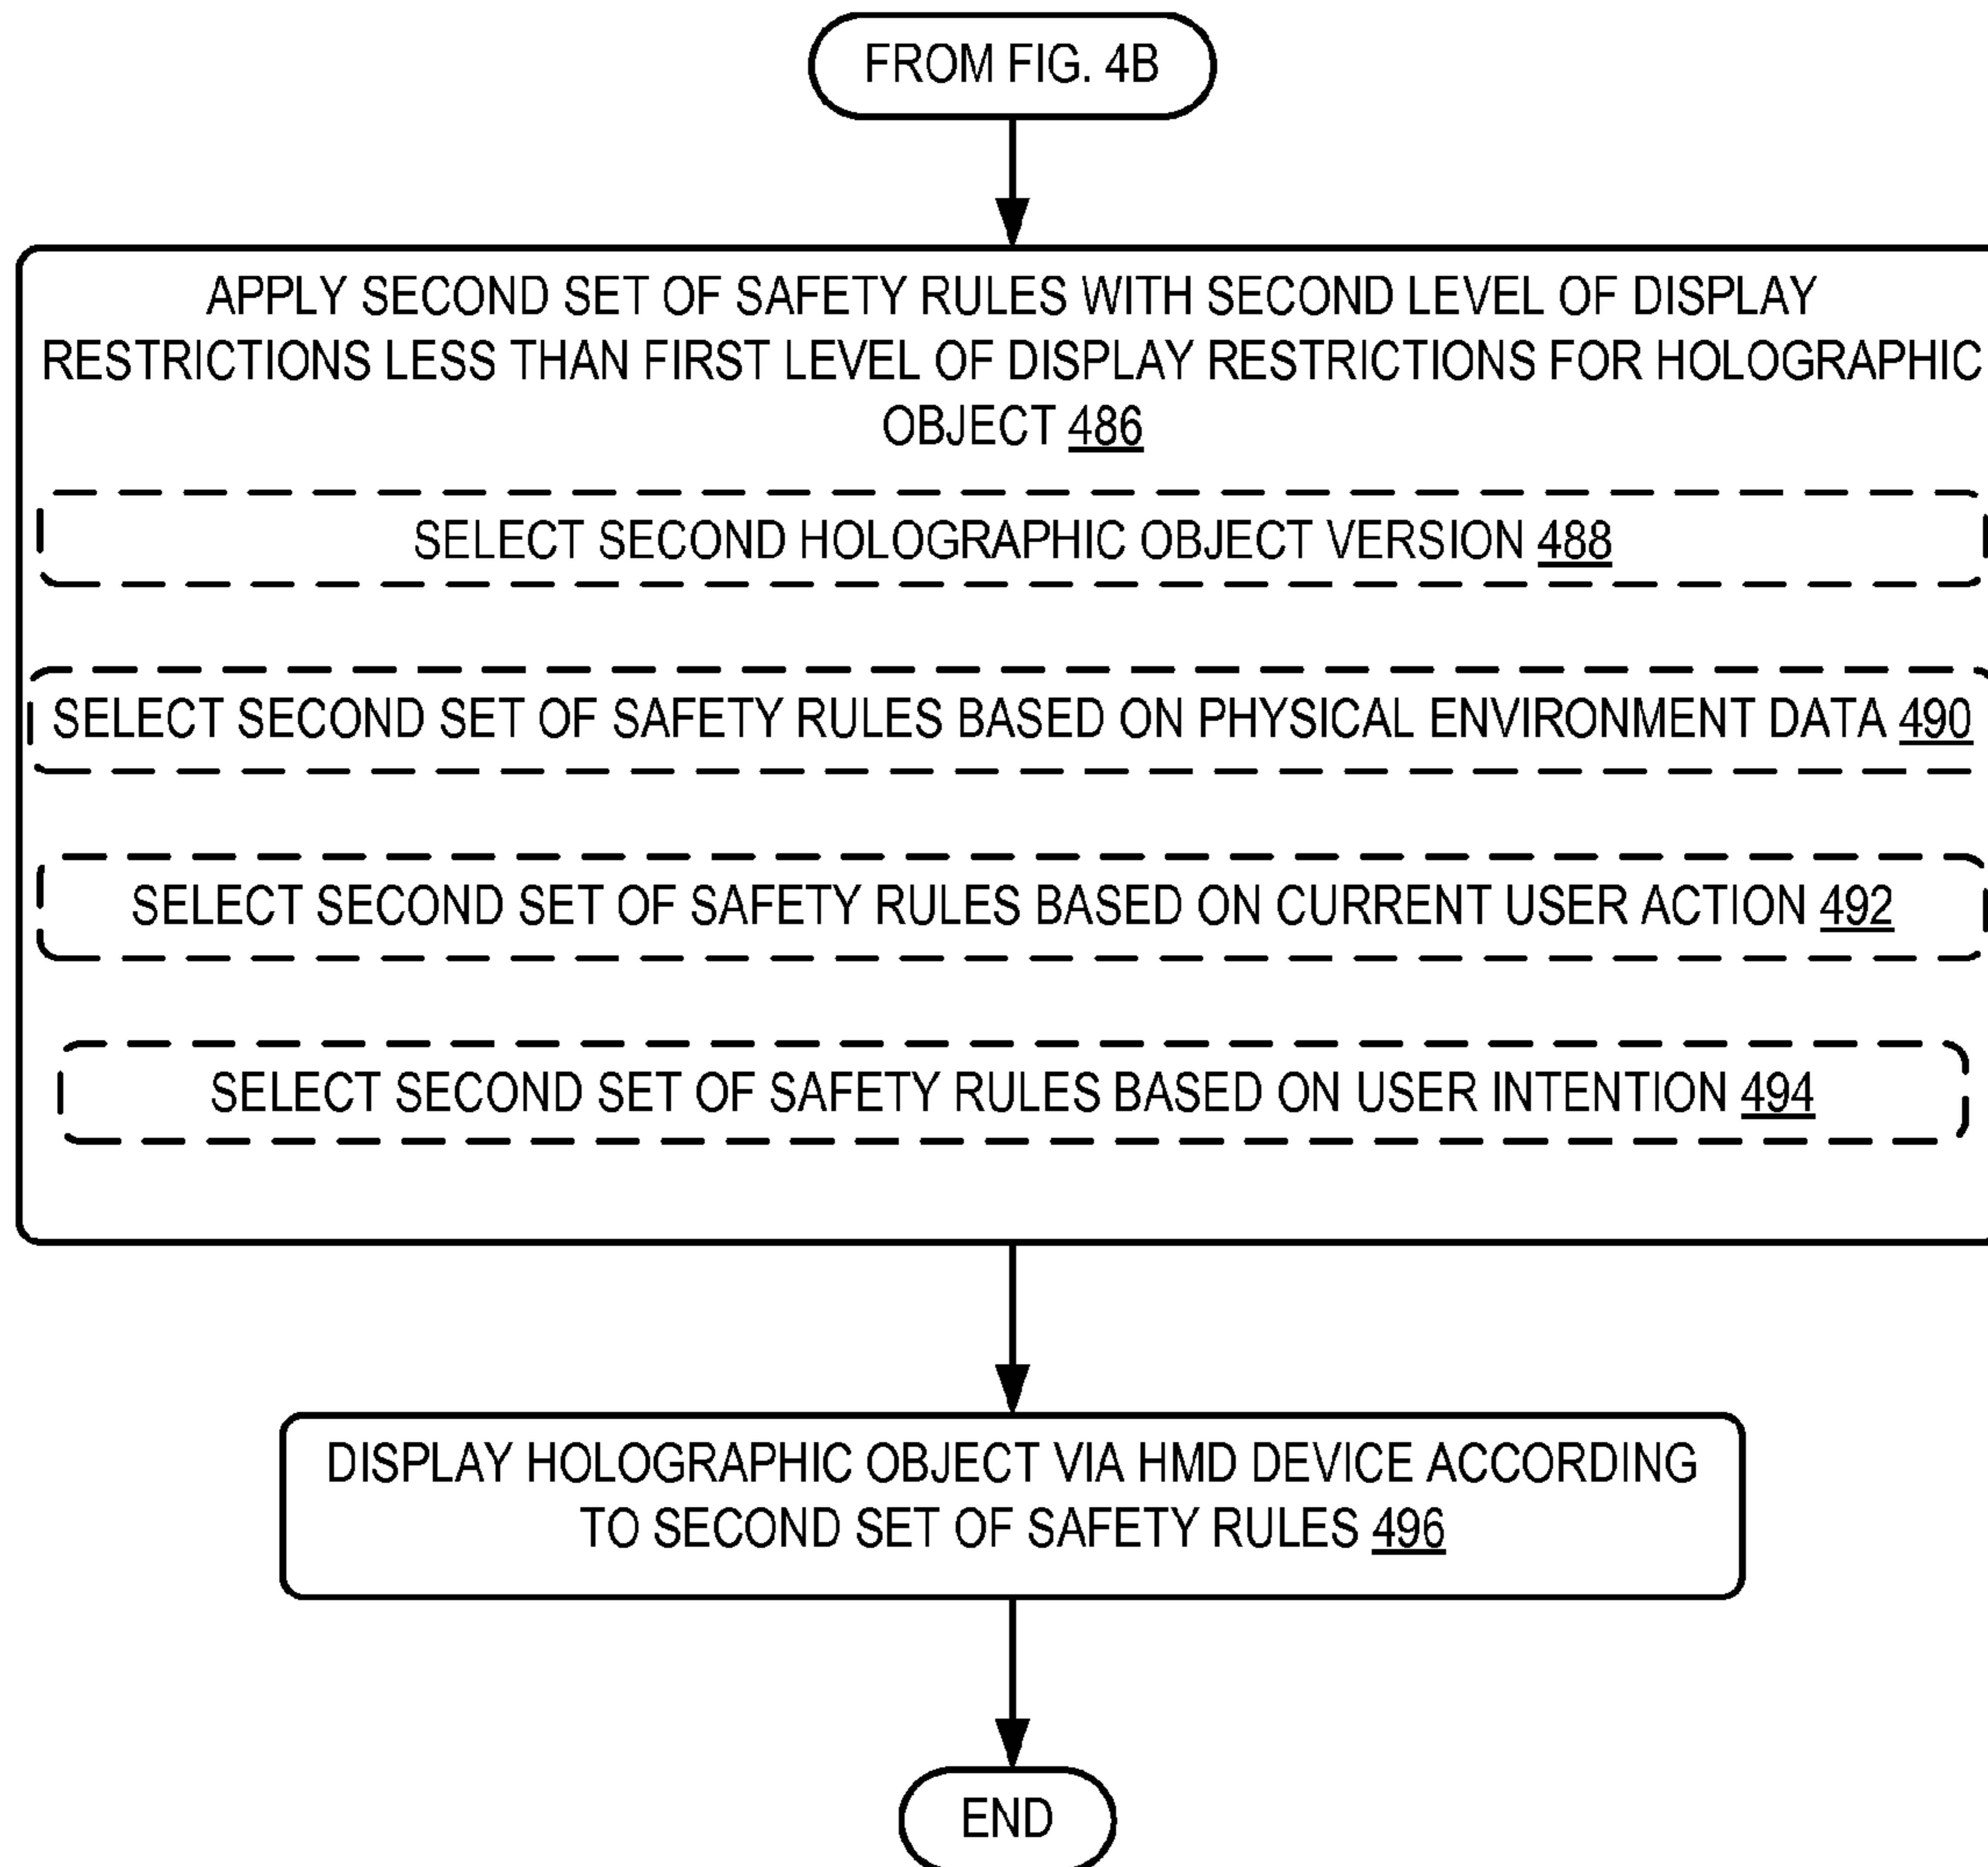 FROM FIG. 4B
APPLY SECOND SET OF SAFETY RULES WITH SECOND LEVEL OF DISPLAY
RESTRICTIONS LESS THAN FIRST LEVEL OF DISPLAY RESTRICTIONS FOR HOLOGRAPHIC
OBJECT 486
SELECT SECOND HOLOGRAPHIC OBJECT VERSION 488
SELECT SECOND SET OF SAFETY RULES BASED ON PHYSICAL ENVIRONMENT DATA 490
SELECT SECOND SET OF SAFETY RULES BASED ON CURRENT USER ACTION 492
SELECT SECOND SET OF SAFETY RULES BASED ON USER INTENTION 494
DISPLAY HOLOGRAPHIC OBJECT VIA HMD DEVICE ACCORDING
TO SECOND SET OF SAFETY RULES 496
END